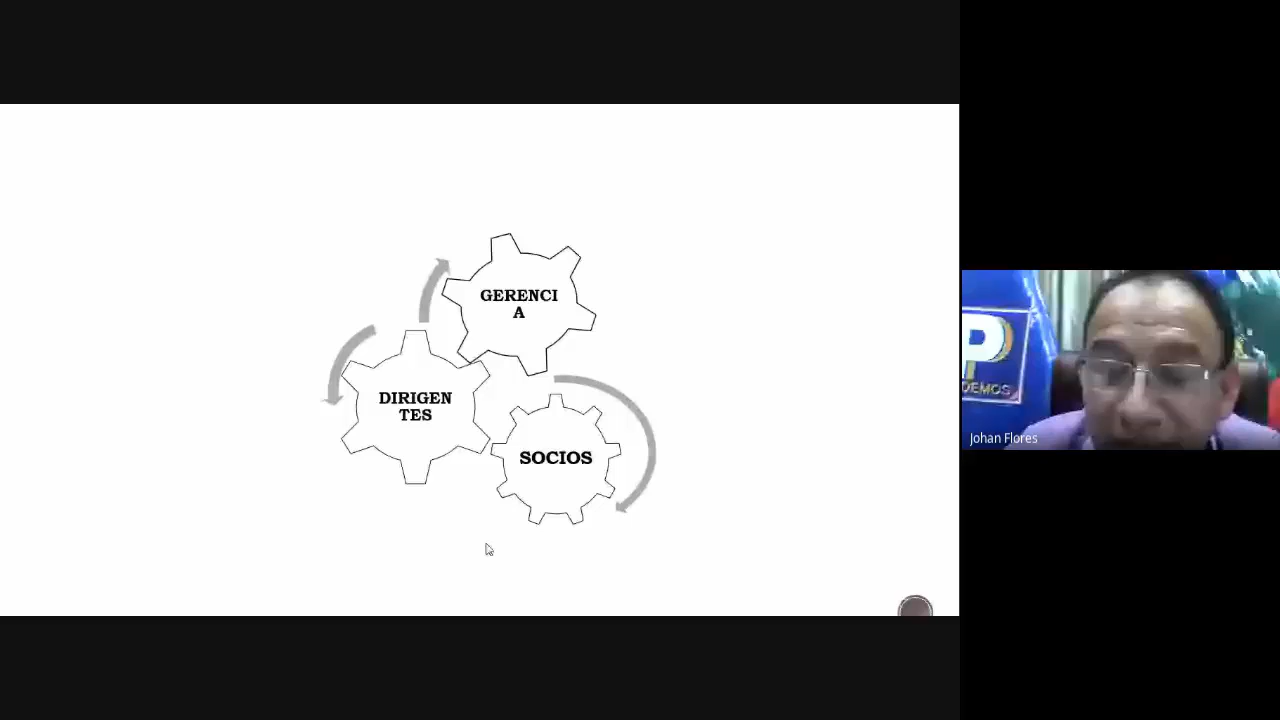 GERENCI
A
DIRIGEN
TES
SOCIOS
P
DEMOS
Johan Flores